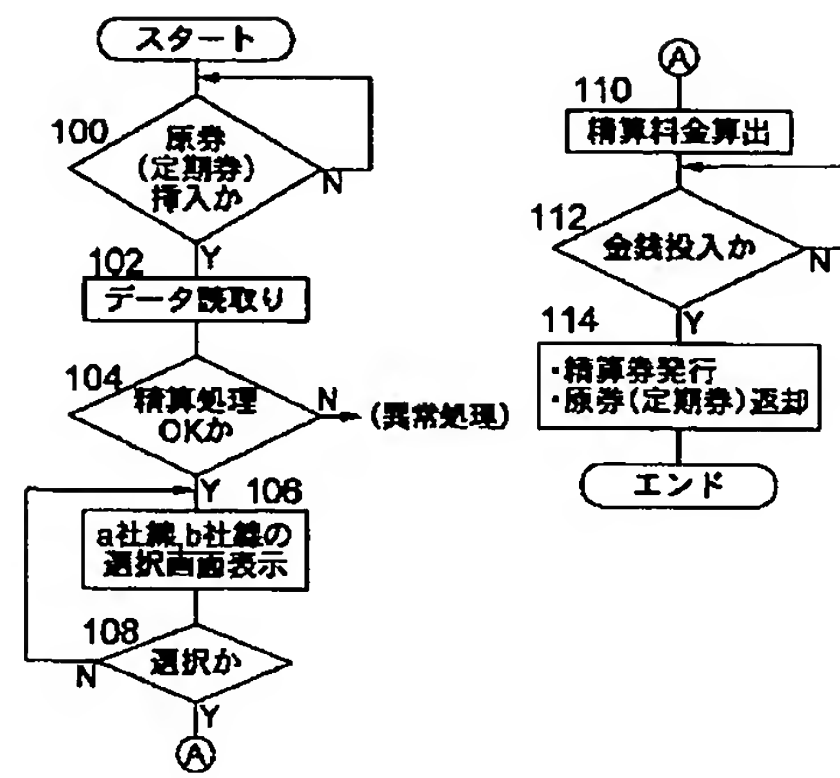 スタート
100
原券
(定期券)
挿入か
N
Y
102
データ読取り
104
精算処理
OKか
N
(異常処理)
Y
106
a社線,b社線の
選択画面表示
108
選択か
N
Y
A
A
110
精算料金算出
112
金銭投入か
N
Y
114
・精算券発行
・原券(定期券)返却
エンド